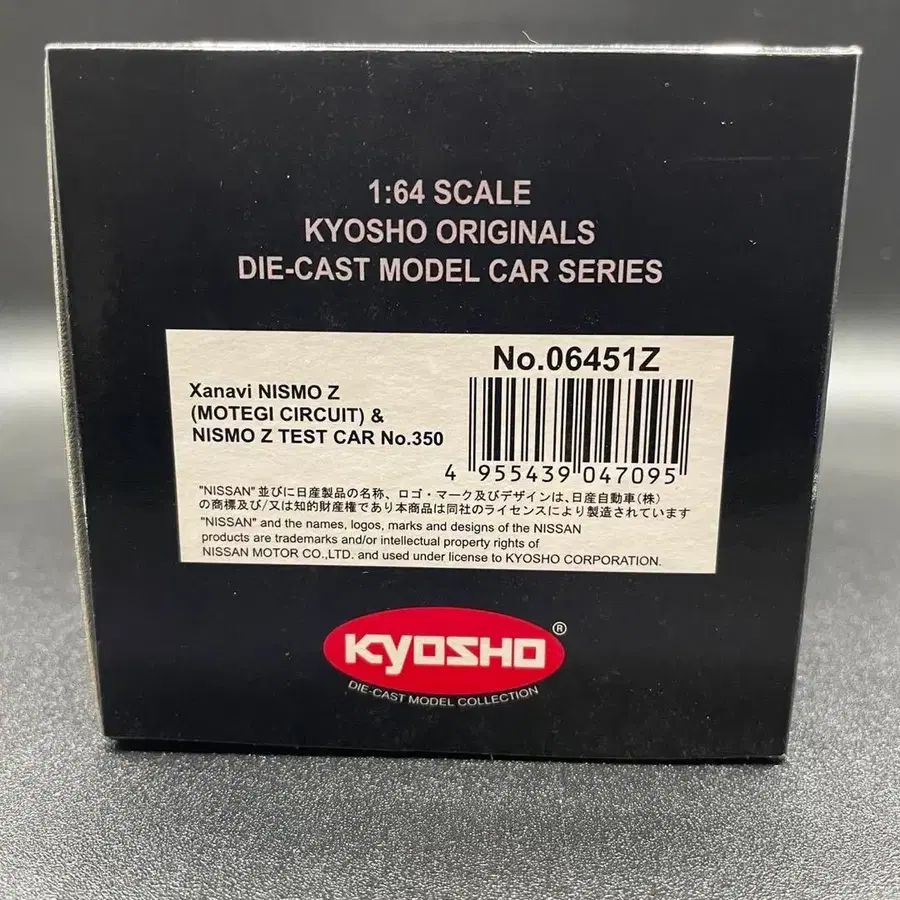 1:64 SCALE
KYOSHO ORIGINALS
DIE-CAST MODEL CAR SERIES
No.06451Z
Xanavi NISMO Z
(MOTEGI CIRCUIT) &
NISMO Z TEST CAR No.350
4 955439 047095
"NISSAN" 並びに日産製品の名称、ロゴ・マーク及びデザインは、日産自動車(株)
の商標及び/又は知的財産権であり本商品は同社のライセンスにより製造されています
"NISSAN" and the names, logos, marks and designs of the NISSAN
products are trademarks and/or intellectual property rights of
NISSAN MOTOR CO.,LTD. and used under license to KYOSHO CORPORATION.
KYOSHO ®
DIE-CAST MODEL COLLECTION